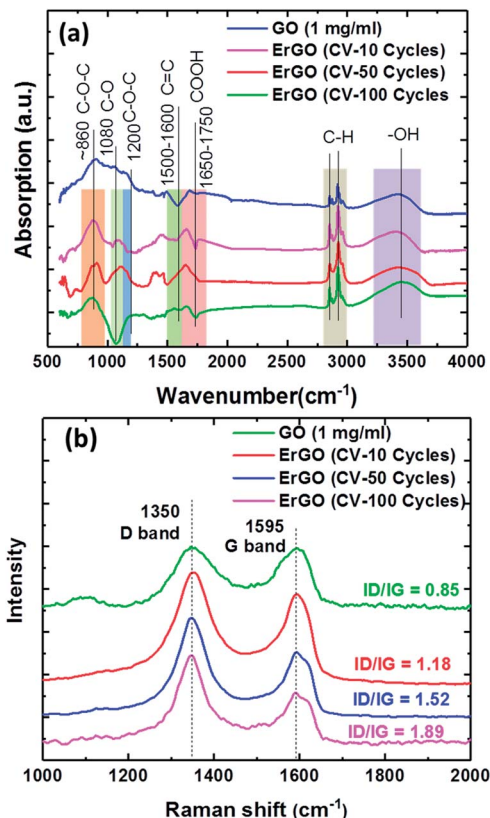 (a)
GO (1 mg/ml)
ErGO (CV-10 Cycles)
ErGO (CV-50 Cycles)
ErGO (CV-100 Cycles
~860 C-O-C
1080 C-O
1200 C-O-C
1500-1600 C=C
COOH
1650-1750
C-H
-OH
Absorption (a.u.)
500 1000 1500 2000 2500 3000 3500 4000
Wavenumber(cm-1)
(b)
GO (1 mg/ml)
ErGO (CV-10 Cycles)
ErGO (CV-50 Cycles)
ErGO (CV-100 Cycles)
1350
D band
1595
G band
ID/IG = 0.85
ID/IG = 1.18
ID/IG = 1.52
ID/IG = 1.89
Intensity
1000 1200 1400 1600 1800 2000
Raman shift (cm-1)